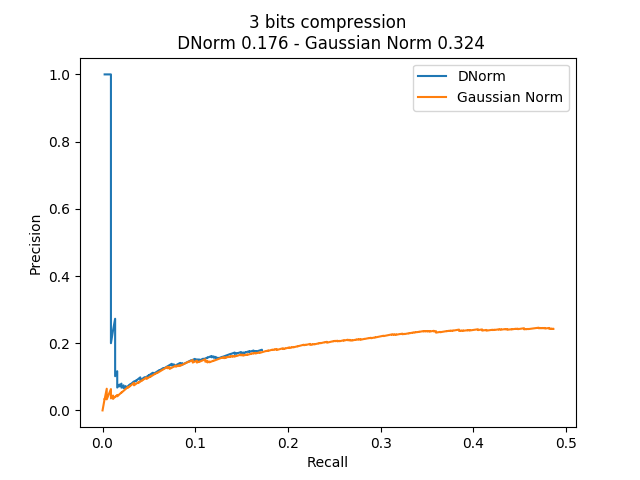 3 bits compression
DNorm 0.176 - Gaussian Norm 0.324
DNorm
Gaussian Norm
1.0
0.8
0.6
0.4
0.2
0.0
Precision
0.0 0.1 0.2 0.3 0.4 0.5
Recall